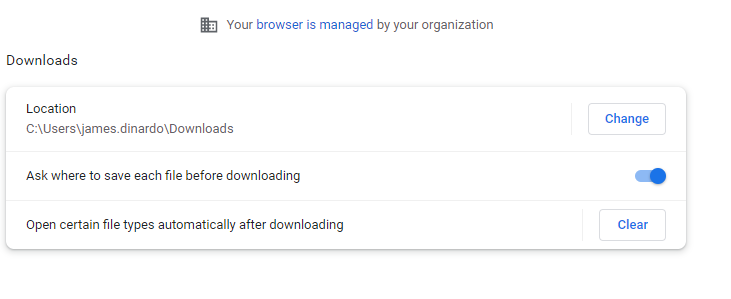 Your browser is managed by your organization
Downloads
Location
C:\Users\james.dinardo\Downloads
Change
Ask where to save each file before downloading
Open certain file types automatically after downloading
Clear